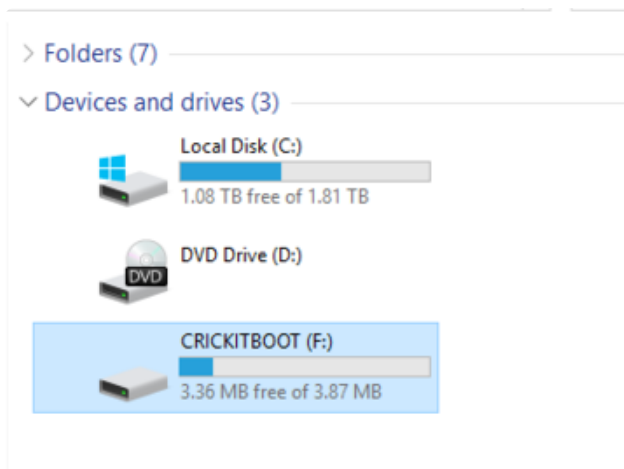 Folders (7)
Devices and drives (3)
Local Disk (C:)
1.08 TB free of 1.81 TB
DVD
DVD Drive (D:)
CRICKITBOOT (F:)
3.36 MB free of 3.87 MB